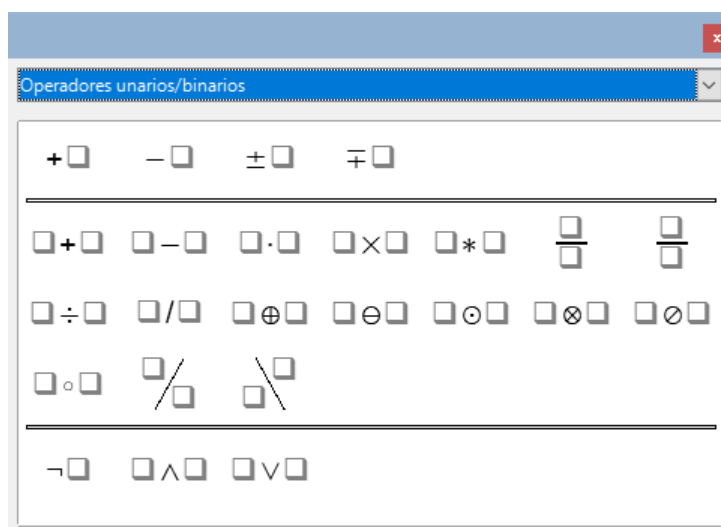 x
Operadores unarios/binarios
+□ −□ ±□ ∓□
□+□ □−□ □·□ □×□ □∗□ □/□ □/□
□÷□ □/□ □⊕□ □⊖□ □⊙□ □⊗□ □⊘□
□∘□ □/□ □\□
¬□ □∧□ □∨□